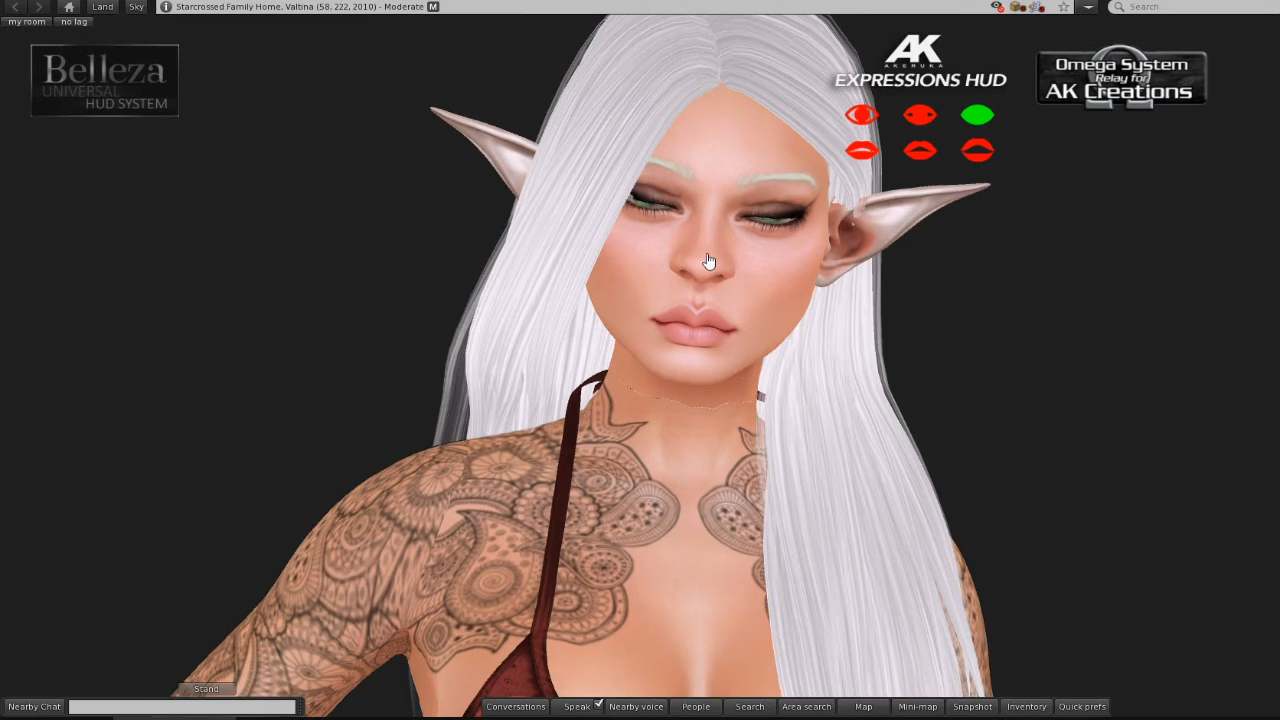 Land
Sky
Starcrossed Family Home, Valtina (58, 222, 2010) - Moderate M
Search
my room
no lag
Belleza
UNIVERSAL
HUD SYSTEM
AK
AKERUKA
EXPRESSIONS HUD
Omega System
Relay for
AK Creations
Stand
Nearby Chat
Conversations
Speak
Nearby voice
People
Search
Area search
Map
Mini-map
Snapshot
Inventory
Quick prefs